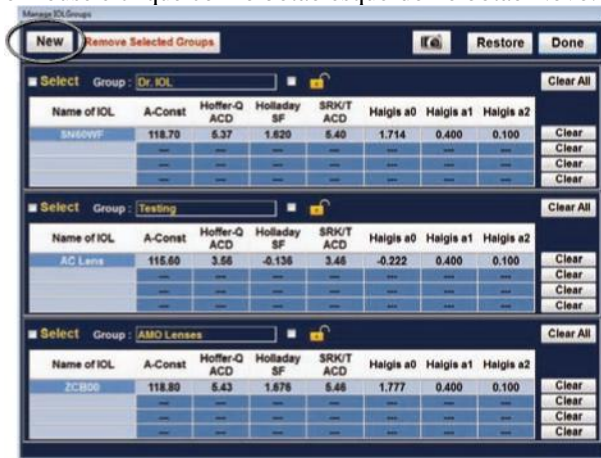 Manage IOLGroups
New Remove Selected Groups Restore Done
Select Group : Dr. IOL Clear All
Name of IOL A-Const Hoffer-Q ACD Holladay SF SRK/T ACD Haigis a0 Haigis a1 Haigis a2
SN60WF 118.70 5.37 1.620 5.40 1.714 0.400 0.100 Clear
--- --- --- --- --- --- --- Clear
--- --- --- --- --- --- --- Clear
--- --- --- --- --- --- --- Clear
Select Group : Testing Clear All
Name of IOL A-Const Hoffer-Q ACD Holladay SF SRK/T ACD Haigis a0 Haigis a1 Haigis a2
AC Lens 115.60 3.56 -0.136 3.46 -0.222 0.400 0.100 Clear
--- --- --- --- --- --- --- Clear
--- --- --- --- --- --- --- Clear
--- --- --- --- --- --- --- Clear
Select Group : AMO Lenses Clear All
Name of IOL A-Const Hoffer-Q ACD Holladay SF SRK/T ACD Haigis a0 Haigis a1 Haigis a2
ZCB00 118.80 5.43 1.676 5.46 1.777 0.400 0.100 Clear
--- --- --- --- --- --- --- Clear
--- --- --- --- --- --- --- Clear
--- --- --- --- --- --- --- Clear